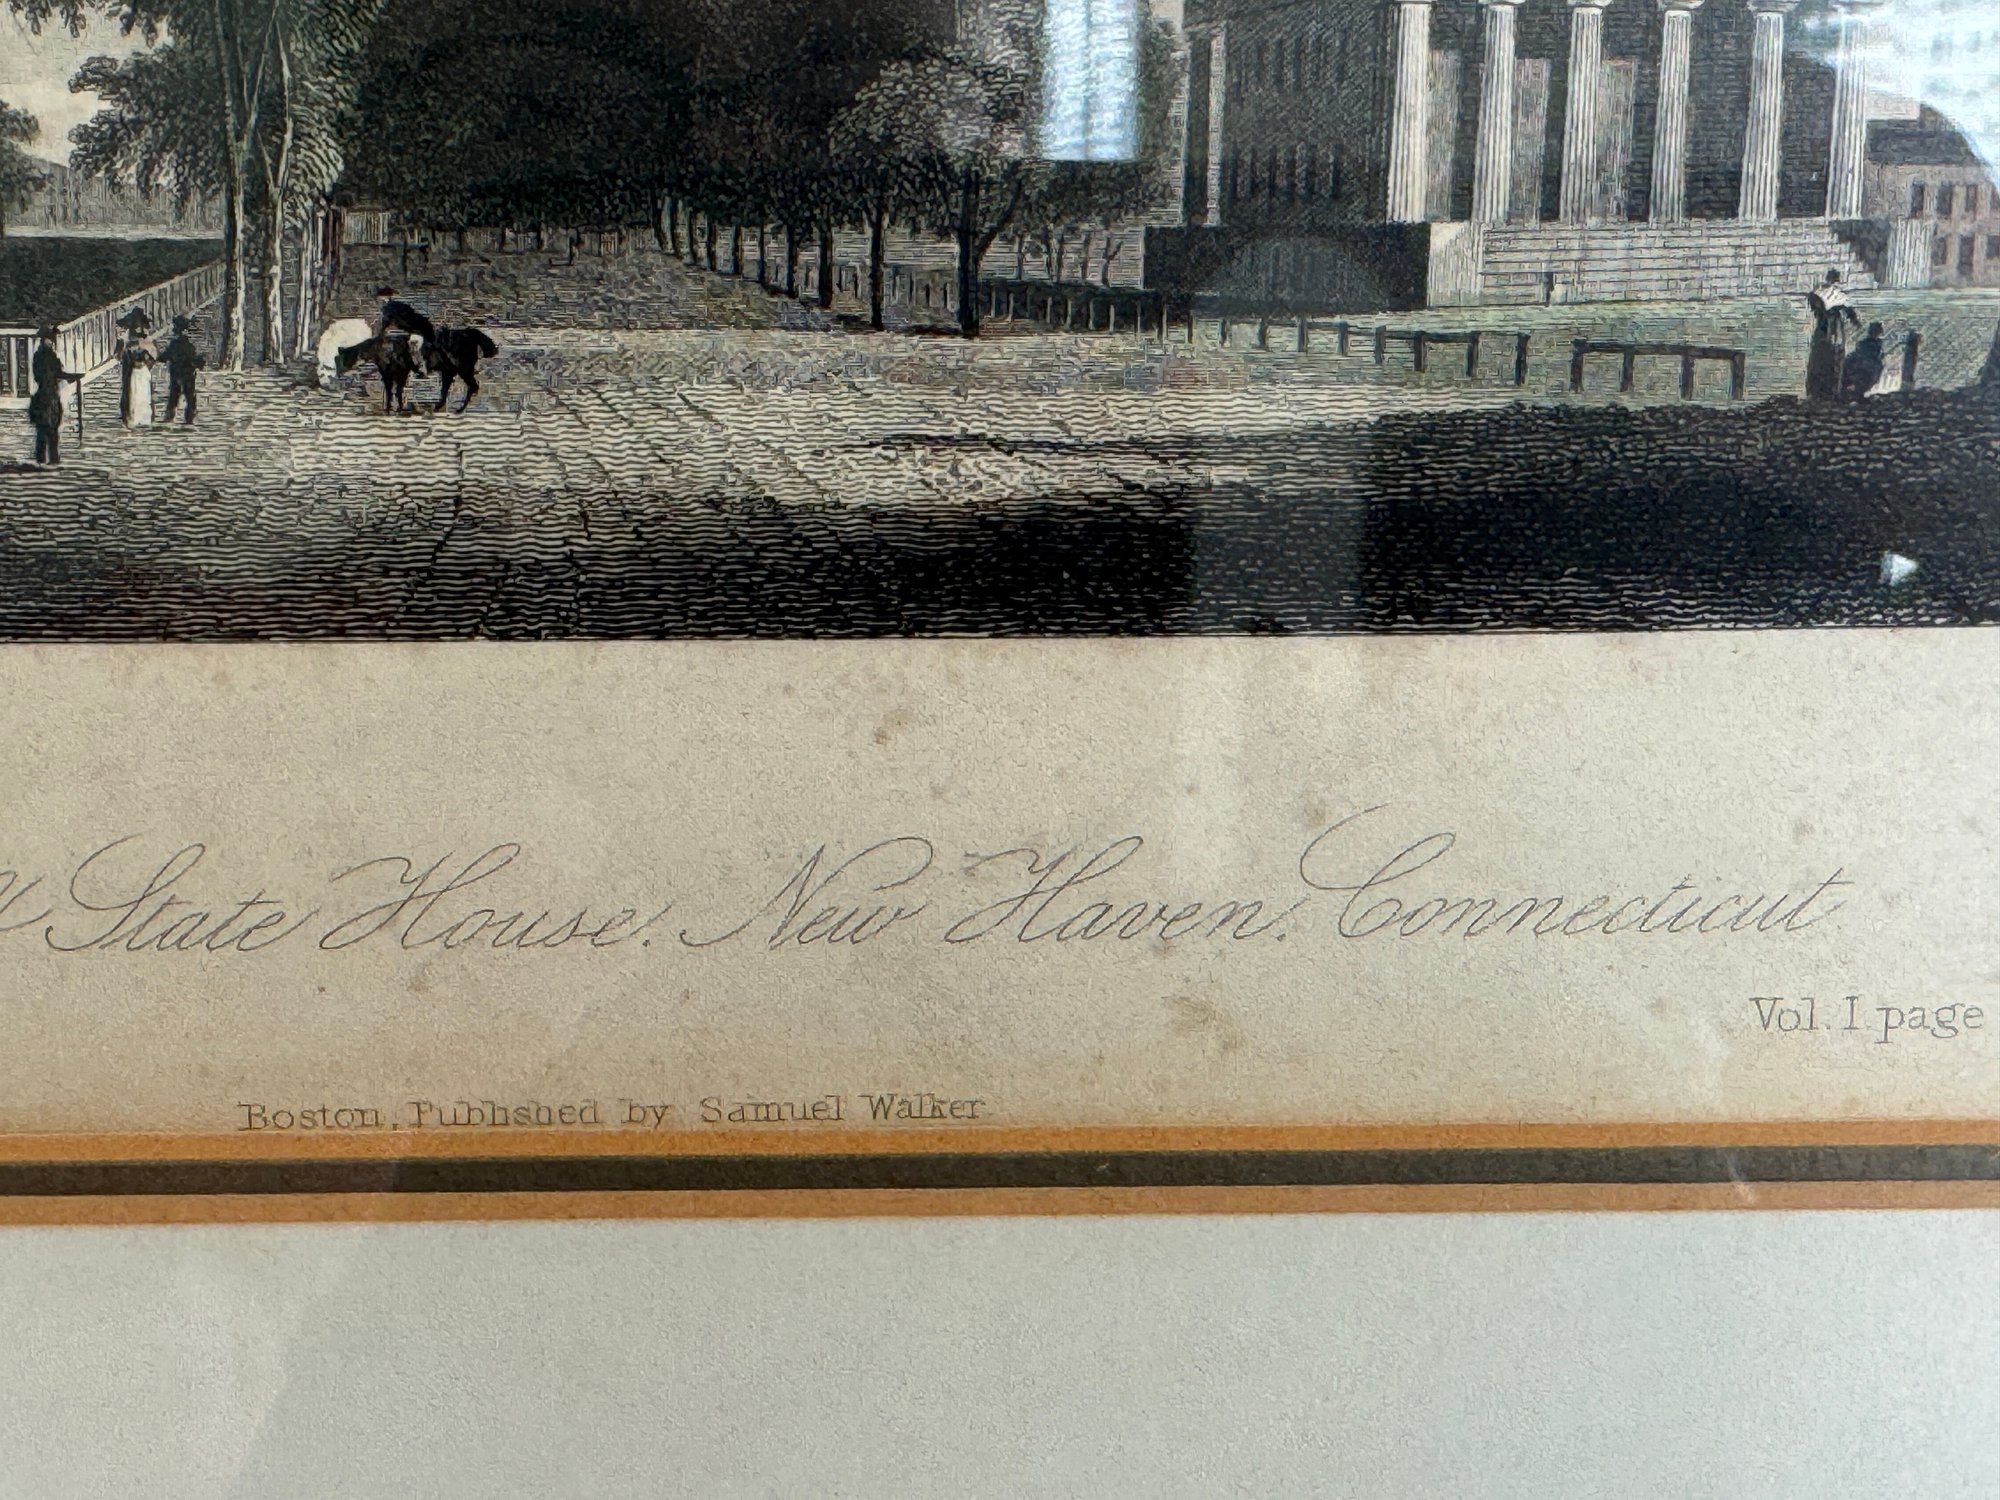 State House. New Haven. Connecticut.
Vol. I. page
Boston, Published by Samuel Walker